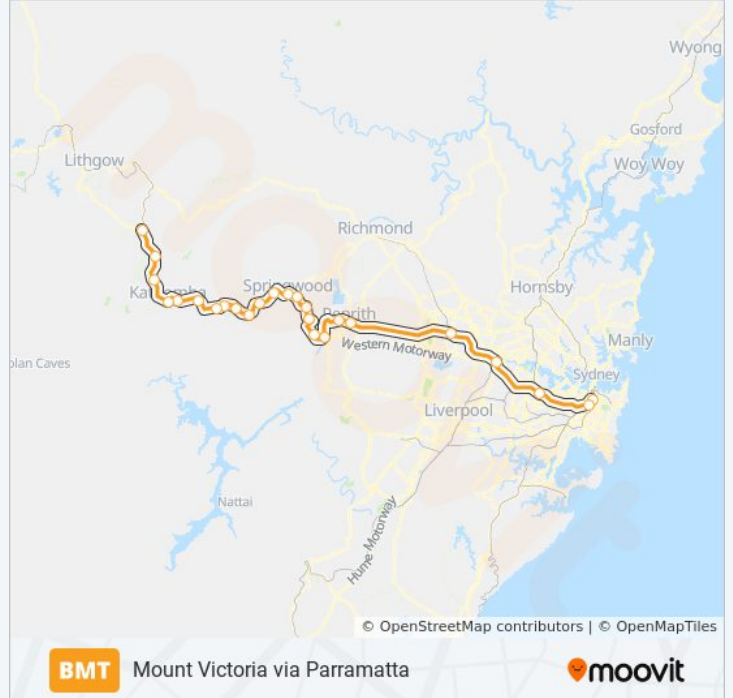 Wyong
Gosford
Woy Woy
Lithgow
Richmond
Springwood
Hornsby
Penrith
Manly
Western Motorway
Sydney
Liverpool
Nattai
Hume Motorway
© OpenStreetMap contributors | © OpenMapTiles
BMT Mount Victoria via Parramatta moovit